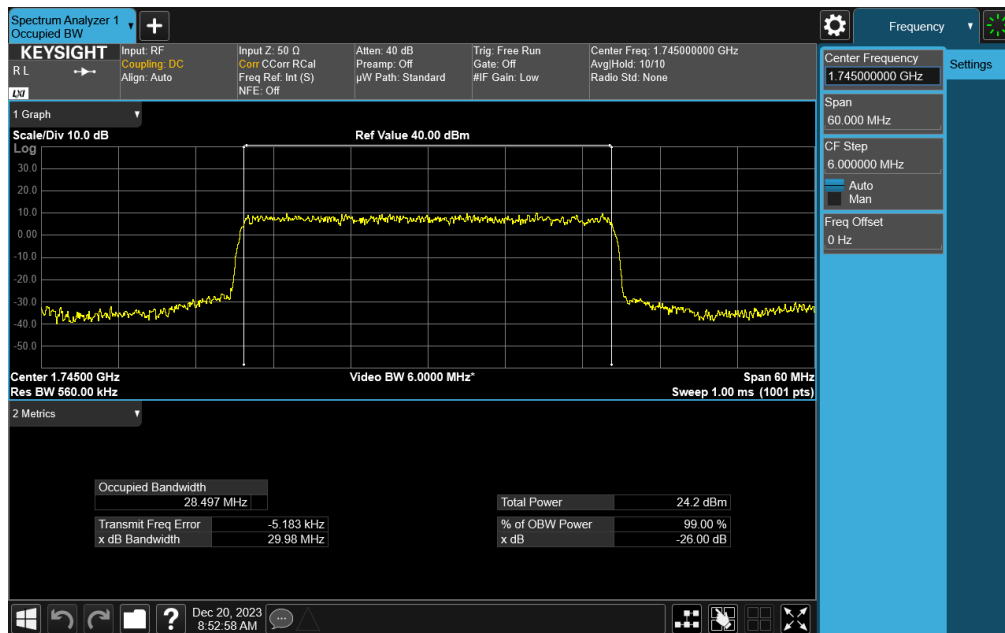 Spectrum Analyzer 1
Occupied BW
Frequency
KEYSIGHT
R L
LXI
Input: RF
Coupling: DC
Align: Auto
Input Z: 50 Ω
Corr CCorr RCal
Freq Ref: Int (S)
NFE: Off
Atten: 40 dB
Preamp: Off
µW Path: Standard
Trig: Free Run
Gate: Off
#IF Gain: Low
Center Freq: 1.745000000 GHz
Avg|Hold: 10/10
Radio Std: None
Center Frequency
1.745000000 GHz
Settings
Span
60.000 MHz
CF Step
6.000000 MHz
Auto
Man
Freq Offset
0 Hz
1 Graph
Scale/Div 10.0 dB
Ref Value 40.00 dBm
Log
30.0
20.0
10.0
0.00
-10.0
-20.0
-30.0
-40.0
-50.0
Center 1.74500 GHz
Video BW 6.0000 MHz*
Span 60 MHz
Res BW 560.00 kHz
Sweep 1.00 ms (1001 pts)
2 Metrics
Occupied Bandwidth
28.497 MHz
Total Power 24.2 dBm
Transmit Freq Error -5.183 kHz
% of OBW Power 99.00 %
x dB Bandwidth 29.98 MHz
x dB -26.00 dB
Dec 20, 2023
8:52:58 AM